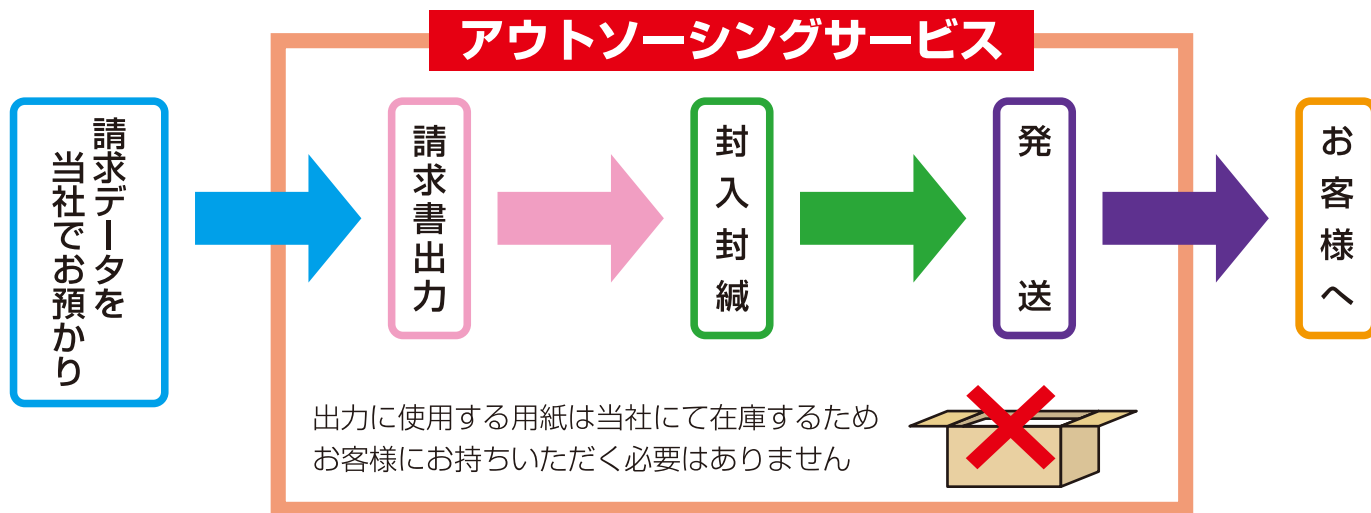 アウトソーシングサービス
請求データを
当社でお預かり
請求書出力
封入封緘
発送
お客様へ
出力に使用する用紙は当社にて在庫するため
お客様にお持ちいただく必要はありません